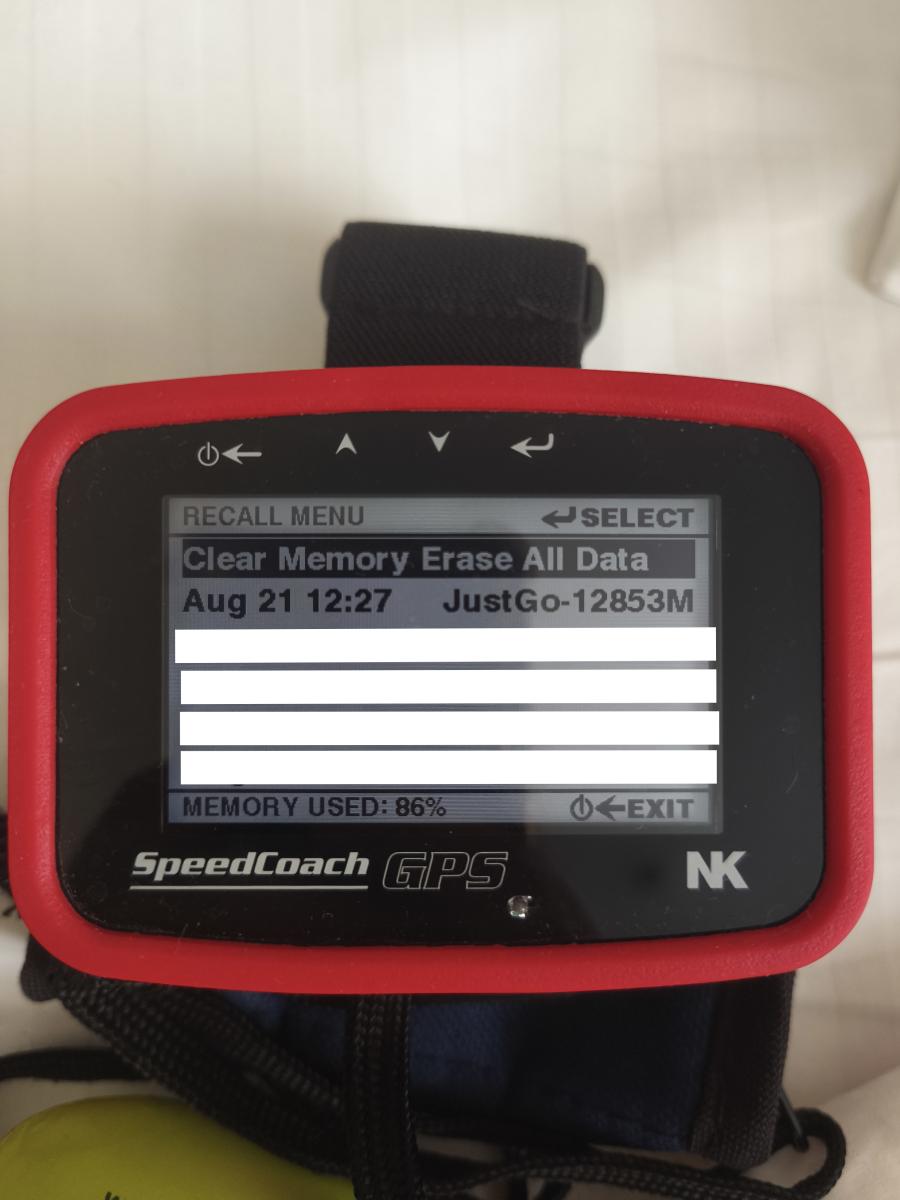 RECALL MENU SELECT
Clear Memory Erase All Data
Aug 21 12:27 JustGo-12853M
MEMORY USED: 86% EXIT
SpeedCoach GPS NK